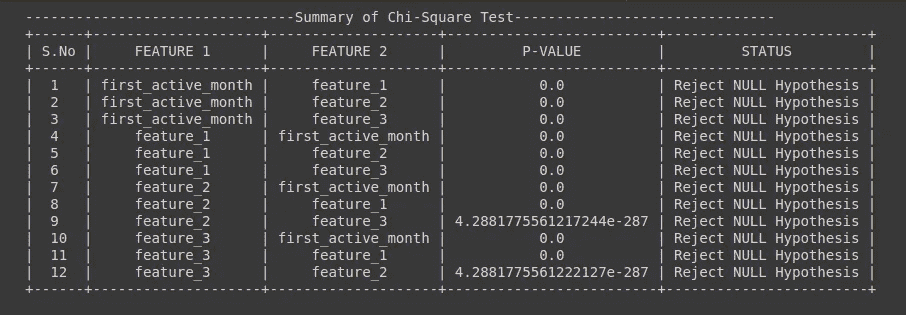 ------------------------------Summary of Chi-Square Test-----------------------------
+------+--------------------+--------------------+-------------------------+------------------------+
| S.No |     FEATURE 1      |     FEATURE 2      |         P-VALUE         |         STATUS         |
+------+--------------------+--------------------+-------------------------+------------------------+
|  1   | first_active_month |     feature_1      |           0.0           | Reject NULL Hypothesis |
|  2   | first_active_month |     feature_2      |           0.0           | Reject NULL Hypothesis |
|  3   | first_active_month |     feature_3      |           0.0           | Reject NULL Hypothesis |
|  4   |     feature_1      | first_active_month |           0.0           | Reject NULL Hypothesis |
|  5   |     feature_1      |     feature_2      |           0.0           | Reject NULL Hypothesis |
|  6   |     feature_1      |     feature_3      |           0.0           | Reject NULL Hypothesis |
|  7   |     feature_2      | first_active_month |           0.0           | Reject NULL Hypothesis |
|  8   |     feature_2      |     feature_1      |           0.0           | Reject NULL Hypothesis |
|  9   |     feature_2      |     feature_3      | 4.2881775561217244e-287 | Reject NULL Hypothesis |
|  10  |     feature_3      | first_active_month |           0.0           | Reject NULL Hypothesis |
|  11  |     feature_3      |     feature_1      |           0.0           | Reject NULL Hypothesis |
|  12  |     feature_3      |     feature_2      | 4.2881775561222127e-287 | Reject NULL Hypothesis |
+------+--------------------+--------------------+-------------------------+------------------------+